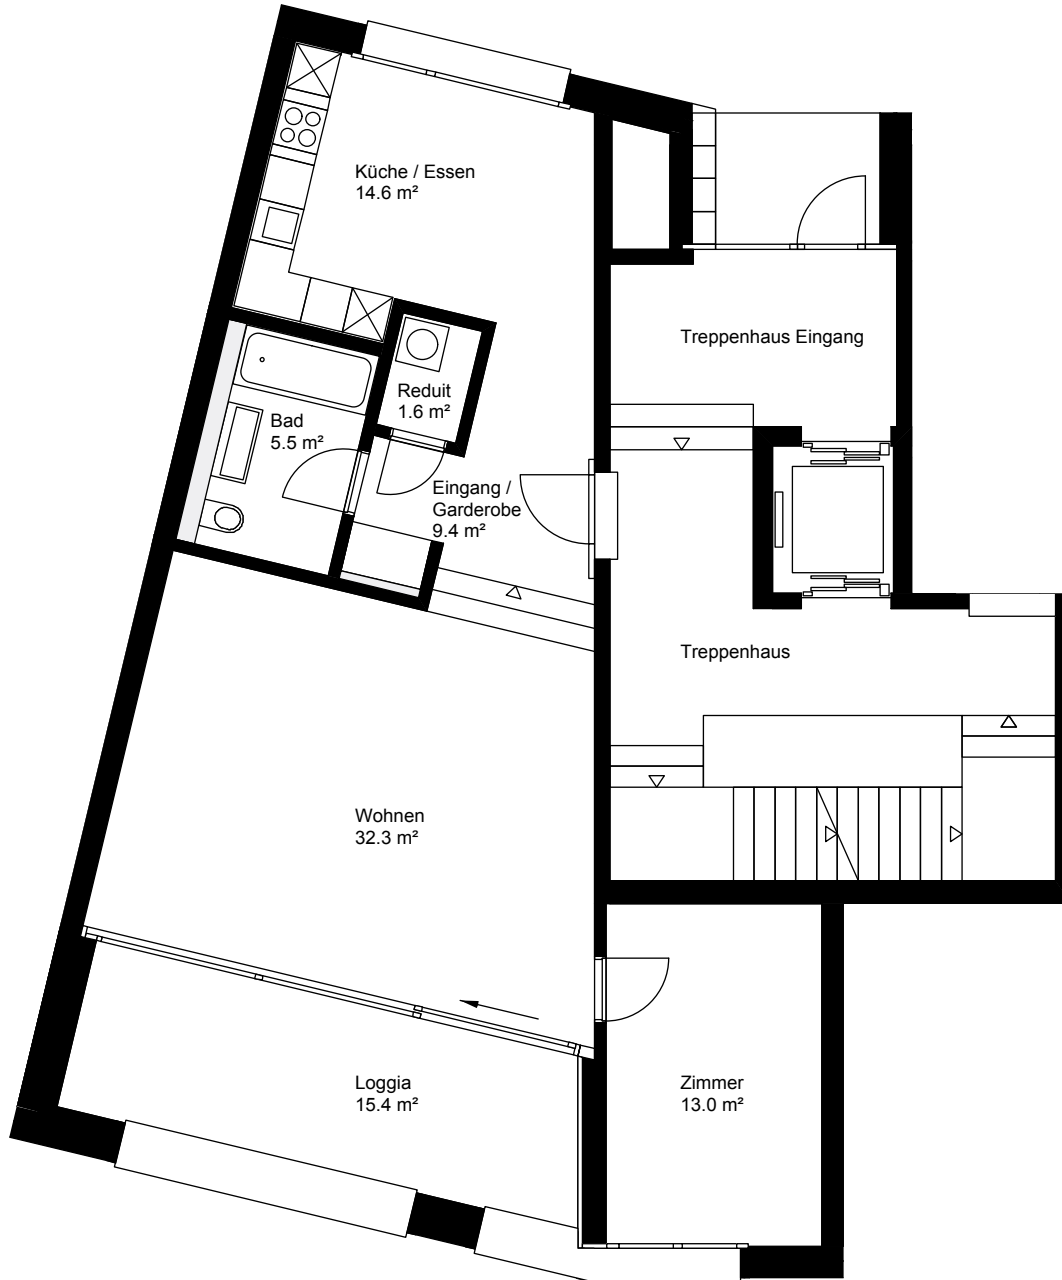 Küche / Essen
14.6 m²
Treppenhaus Eingang
Reduit
1.6 m²
Bad
5.5 m²
Eingang /
Garderobe
9.4 m²
Treppenhaus
Wohnen
32.3 m²
Loggia
15.4 m²
Zimmer
13.0 m²